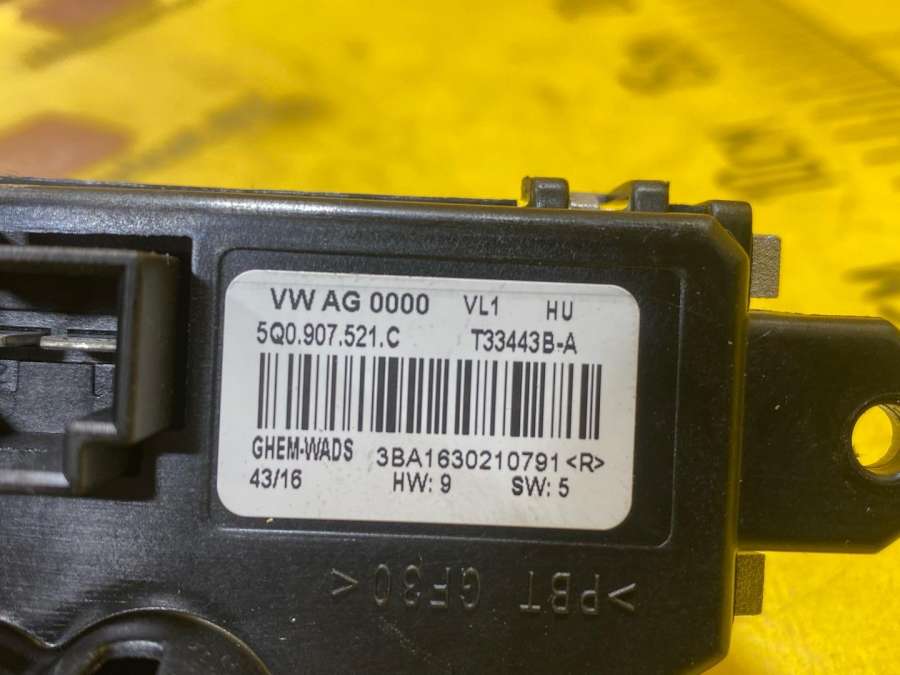 VW AG 0000 VL1 HU
5Q0.907.521.C T33443B-A
GHEM-WADS 3BA1630210791<R>
43/16 HW: 9 SW: 5
>PBT GF30<